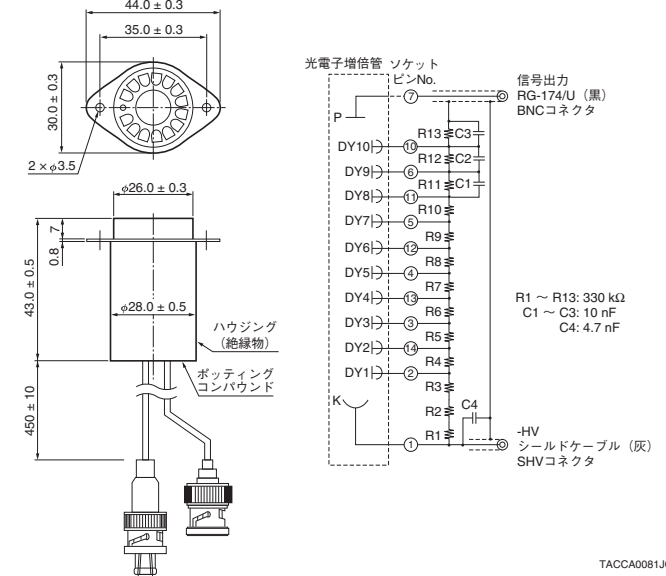 44.0 ± 0.3
35.0 ± 0.3
30.0 ± 0.3
2 × φ3.5
φ26.0 ± 0.3
7
0.8
43.0 ± 0.5
φ28.0 ± 0.5
ハウジング
（絶縁物）
ポッティング
コンパウンド
450 ± 10
光電子増倍管 ソケット
ピンNo.
信号出力
RG-174/U（黒）
BNCコネクタ
P
7
R13 C3
DY10 10
R12 C2
DY9 6
R11 C1
DY8 11
R10
DY7 5
R9
DY6 12
R8
DY5 4
R7
DY4 13
R6
DY3 3
R5
DY2 14
R4
DY1 2
R3
K
R2 C4
R1
1
R1 ～ R13: 330 kΩ
C1 ～ C3: 10 nF
C4: 4.7 nF
-HV
シールドケーブル（灰）
SHVコネクタ